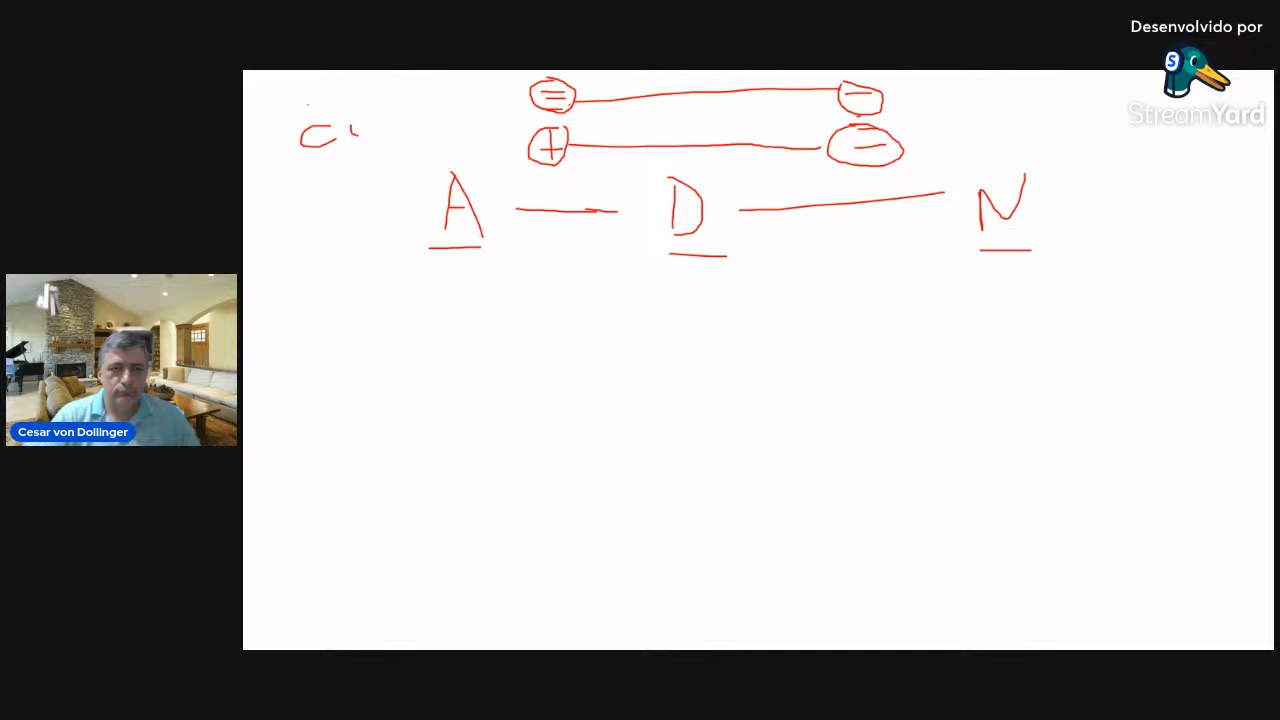 Desenvolvido por
S
StreamYard
= —
+ —
A — D — N
Cesar von Dollinger